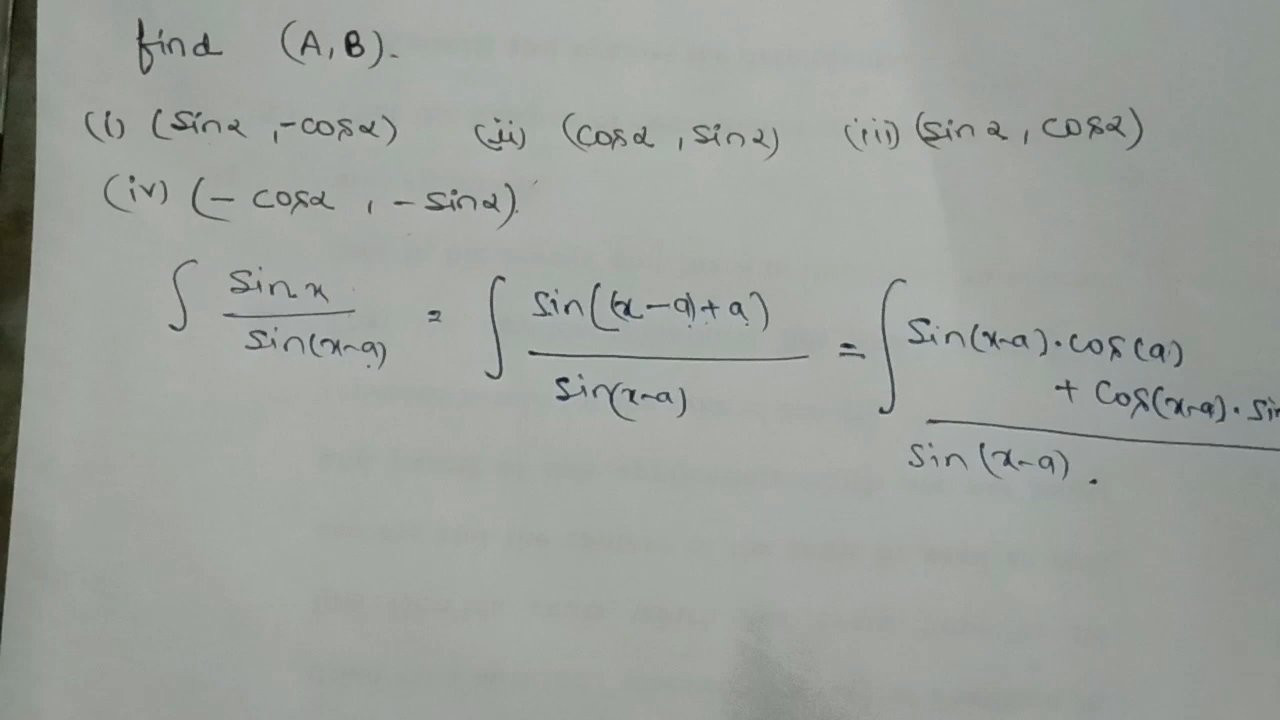 find (A,B).
(i) (sinα, -cosα) (ii) (cosα, sinα) (iii) (sinα, cosα)
(iv) (-cosα, -sinα).
∫ sinx / sin(x-a) = ∫ sin((x-a)+a) / sin(x-a) = ∫ sin(x-a).cos(a) + cos(x-a).sin / sin(x-a).